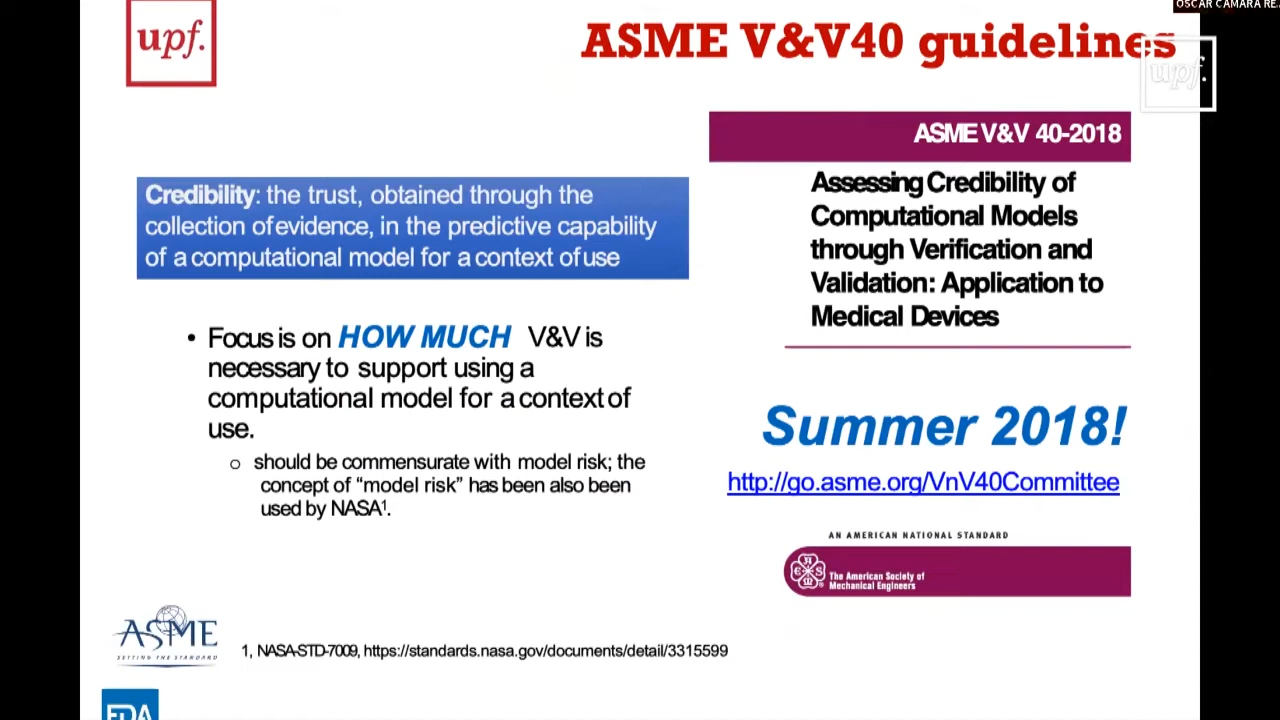 OSCAR CAMARA RE
upf.
ASME V&V40 guidelines
upf.
ASME V&V 40-2018
Credibility: the trust, obtained through the
collection of evidence, in the predictive capability
of a computational model for a context of use
Assessing Credibility of
Computational Models
through Verification and
Validation: Application to
Medical Devices
• Focus is on HOW MUCH V&V is
necessary to support using a
computational model for a context of
use.
o should be commensurate with model risk; the
concept of “model risk” has been also been
used by NASA¹.
Summer 2018!
http://go.asme.org/VnV40Committee
AN AMERICAN NATIONAL STANDARD
The American Society of
Mechanical Engineers
ASME
SETTING THE STANDARD
1, NASA-STD-7009, https://standards.nasa.gov/documents/detail/3315599
FDA